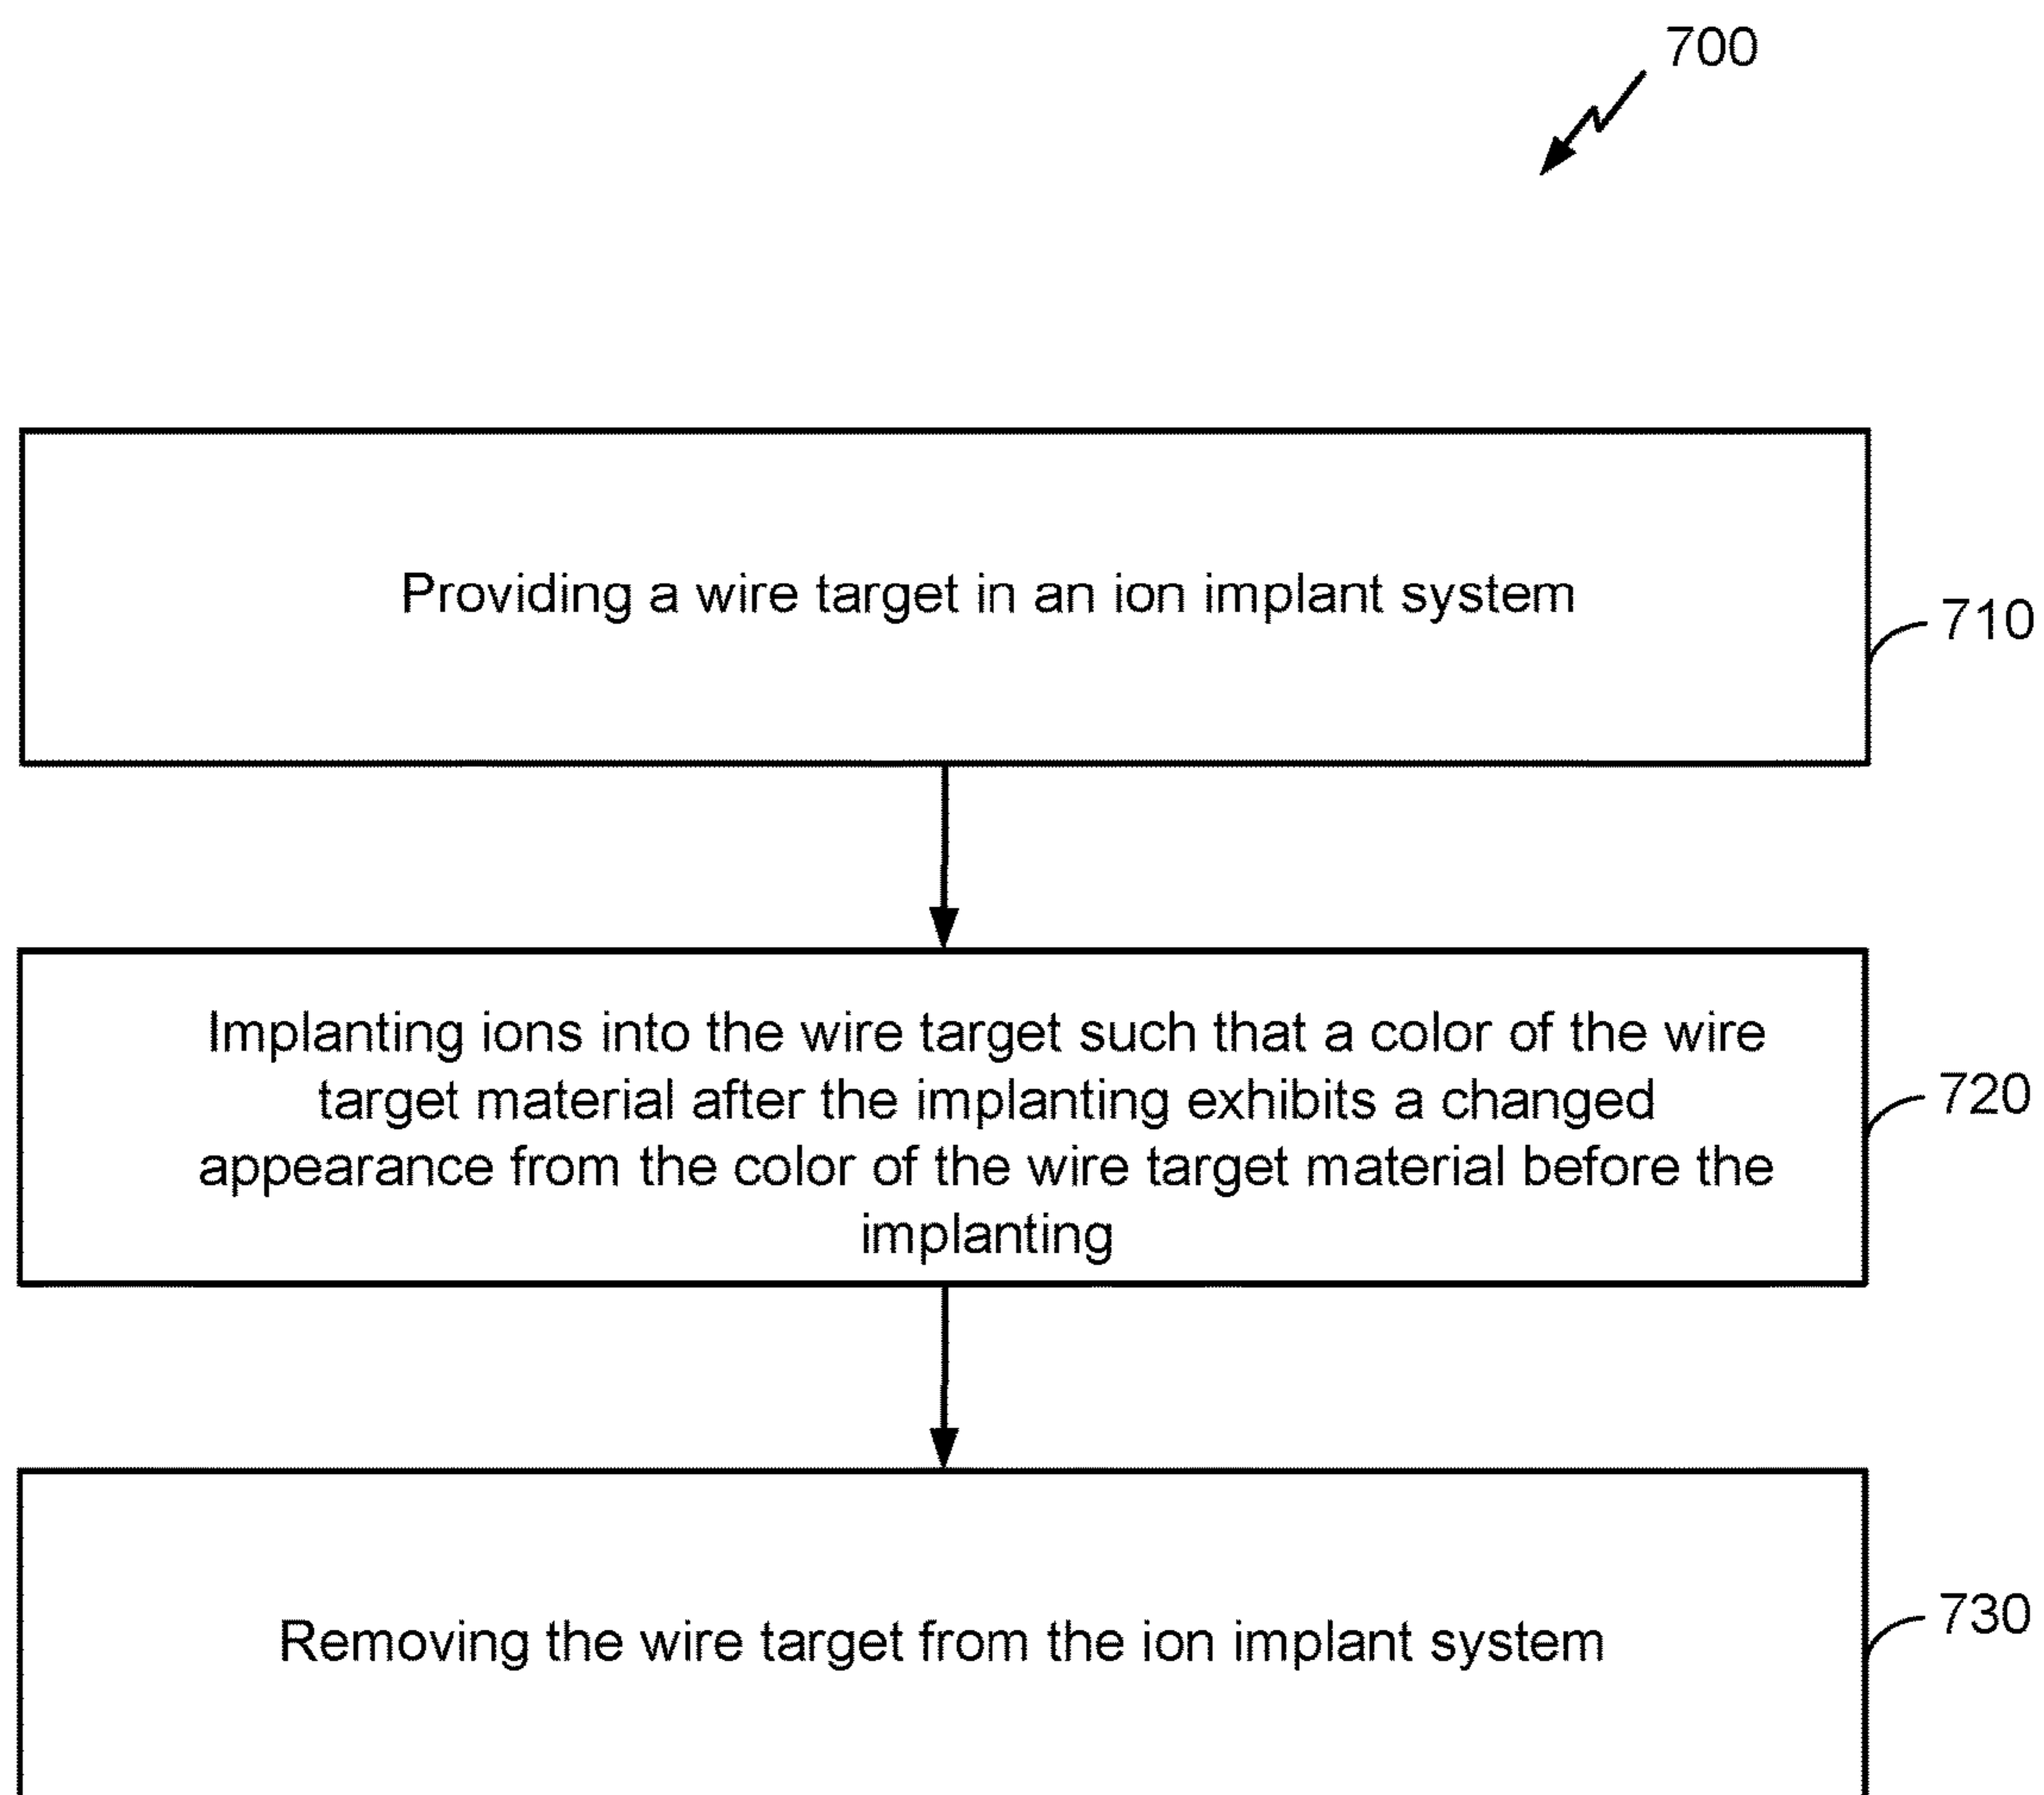 700
Providing a wire target in an ion implant system
710
Implanting ions into the wire target such that a color of the wire
target material after the implanting exhibits a changed
appearance from the color of the wire target material before the
implanting
720
Removing the wire target from the ion implant system
730